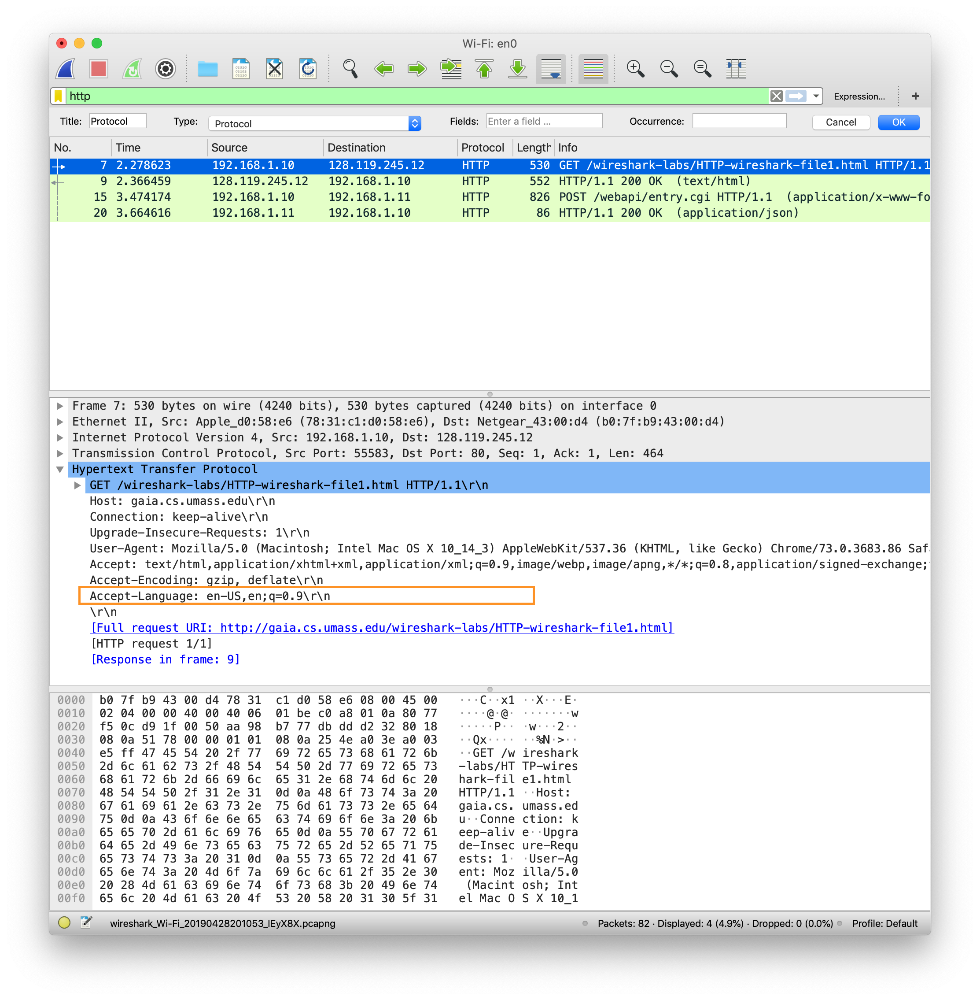 Wi-Fi: en0
http
Expression...
+
Title: Protocol Type: Protocol Fields: Enter a field ... Occurrence: Cancel OK
No. Time Source Destination Protocol Length Info
7 2.278623 192.168.1.10 128.119.245.12 HTTP 530 GET /wireshark-labs/HTTP-wireshark-file1.html HTTP/1.1
9 2.366459 128.119.245.12 192.168.1.10 HTTP 552 HTTP/1.1 200 OK (text/html)
15 3.474174 192.168.1.10 192.168.1.11 HTTP 826 POST /webapi/entry.cgi HTTP/1.1 (application/x-www-fo
20 3.664616 192.168.1.11 192.168.1.10 HTTP 86 HTTP/1.1 200 OK (application/json)
Frame 7: 530 bytes on wire (4240 bits), 530 bytes captured (4240 bits) on interface 0
Ethernet II, Src: Apple_d0:58:e6 (78:31:c1:d0:58:e6), Dst: Netgear_43:00:d4 (b0:7f:b9:43:00:d4)
Internet Protocol Version 4, Src: 192.168.1.10, Dst: 128.119.245.12
Transmission Control Protocol, Src Port: 55583, Dst Port: 80, Seq: 1, Ack: 1, Len: 464
Hypertext Transfer Protocol
GET /wireshark-labs/HTTP-wireshark-file1.html HTTP/1.1\r\n
Host: gaia.cs.umass.edu\r\n
Connection: keep-alive\r\n
Upgrade-Insecure-Requests: 1\r\n
User-Agent: Mozilla/5.0 (Macintosh; Intel Mac OS X 10_14_3) AppleWebKit/537.36 (KHTML, like Gecko) Chrome/73.0.3683.86 Saf
Accept: text/html,application/xhtml+xml,application/xml;q=0.9,image/webp,image/apng,*/*;q=0.8,application/signed-exchange;
Accept-Encoding: gzip, deflate\r\n
Accept-Language: en-US,en;q=0.9\r\n
\r\n
[Full request URI: http://gaia.cs.umass.edu/wireshark-labs/HTTP-wireshark-file1.html]
[HTTP request 1/1]
[Response in frame: 9]
0000 b0 7f b9 43 00 d4 78 31 c1 d0 58 e6 08 00 45 00 ···C··x1 ··X···E·
0010 02 04 00 00 40 00 40 06 01 be c0 a8 01 0a 80 77 ····@·@· ·······w
0020 f5 0c d9 1f 00 50 aa 98 b7 77 db dd d2 32 80 18 ·····P·· ·w···2··
0030 08 0a 51 78 00 00 01 01 08 0a 25 4e a0 3e a0 03 ··Qx···· ··%N·>··
0040 e5 ff 47 45 54 20 2f 77 69 72 65 73 68 61 72 6b ··GET /w ireshark
0050 2d 6c 61 62 73 2f 48 54 54 50 2d 77 69 72 65 73 -labs/HT TP-wires
0060 68 61 72 6b 2d 66 69 6c 65 31 2e 68 74 6d 6c 20 hark-fil e1.html
0070 48 54 54 50 2f 31 2e 31 0d 0a 48 6f 73 74 3a 20 HTTP/1.1 ··Host:
0080 67 61 69 61 2e 63 73 2e 75 6d 61 73 73 2e 65 64 gaia.cs. umass.ed
0090 75 0d 0a 43 6f 6e 6e 65 63 74 69 6f 6e 3a 20 6b u··Conne ction: k
00a0 65 65 70 2d 61 6c 69 76 65 0d 0a 55 70 67 72 61 eep-aliv e··Upgra
00b0 64 65 2d 49 6e 73 65 63 75 72 65 2d 52 65 71 75 de-Insec ure-Requ
00c0 65 73 74 73 3a 20 31 0d 0a 55 73 65 72 2d 41 67 ests: 1· ·User-Ag
00d0 65 6e 74 3a 20 4d 6f 7a 69 6c 6c 61 2f 35 2e 30 ent: Moz illa/5.0
00e0 20 28 4d 61 63 69 6e 74 6f 73 68 3b 20 49 6e 74 (Macint osh; Int
00f0 65 6c 20 4d 61 63 20 4f 53 20 58 20 31 30 5f 31 el Mac O S X 10_1
wireshark_Wi-Fi_20190428201053_lEyX8X.pcapng Packets: 82 · Displayed: 4 (4.9%) · Dropped: 0 (0.0%) Profile: Default